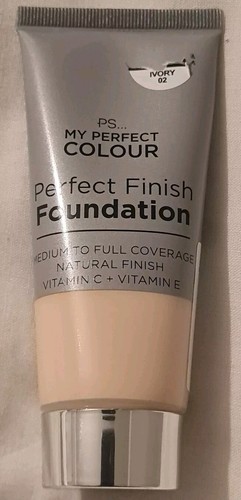 IVORY
02
PS...
MY PERFECT
COLOUR
Perfect Finish
Foundation
MEDIUM TO FULL COVERAGE
NATURAL FINISH
VITAMIN C + VITAMIN E